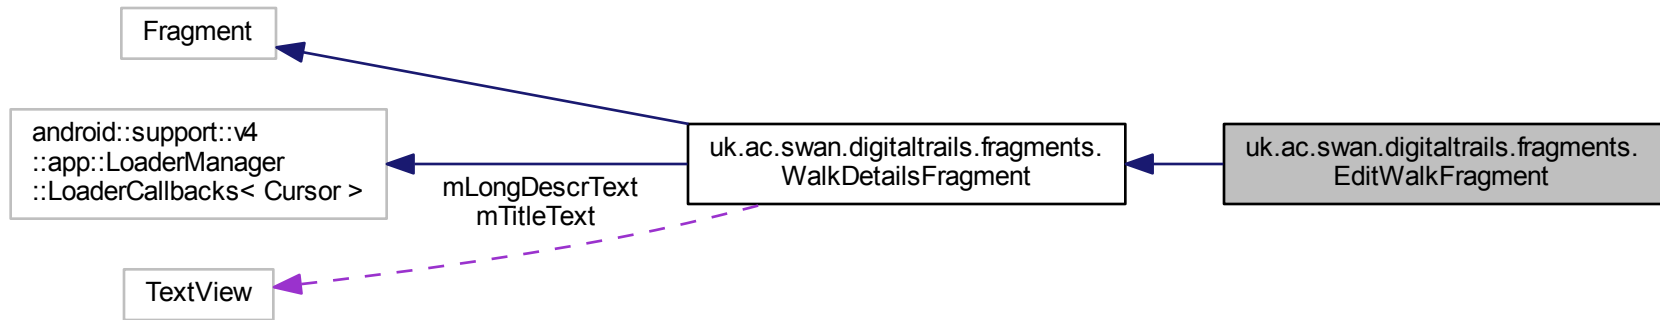 Fragment
android::support::v4
::app::LoaderManager
::LoaderCallbacks< Cursor >
mLongDescrText
mTitleText
TextView
uk.ac.swan.digitaltrails.fragments.
WalkDetailsFragment
uk.ac.swan.digitaltrails.fragments.
EditWalkFragment